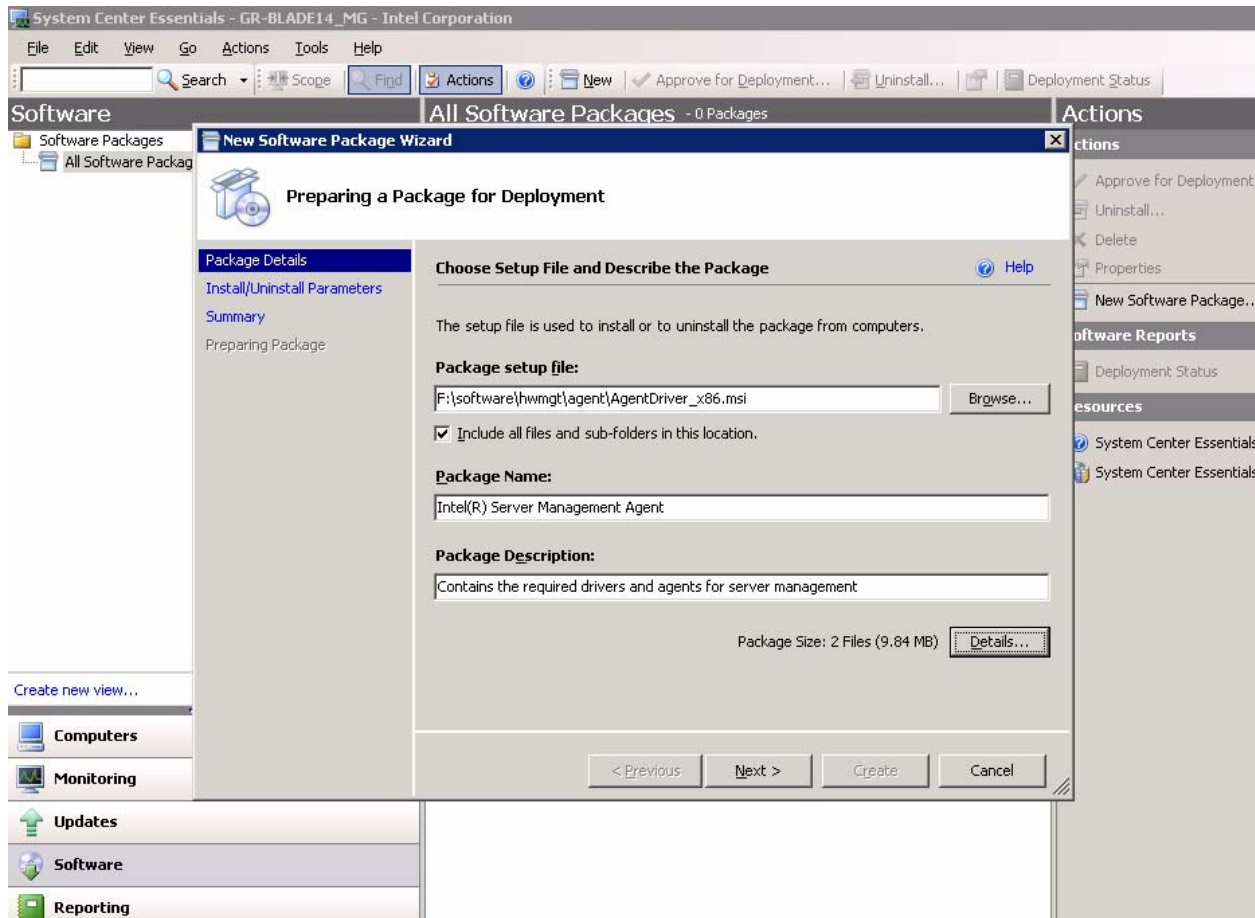 System Center Essentials - GR-BLADE14_MG - Intel Corporation
File Edit View Go Actions Tools Help
Search Scope Find Actions New Approve for Deployment... Uninstall... Deployment Status
Software
Software Packages
All Software Packag
All Software Packages - 0 Packages
New Software Package Wizard
Preparing a Package for Deployment
Package Details
Install/Uninstall Parameters
Summary
Preparing Package
Choose Setup File and Describe the Package
Help
The setup file is used to install or to uninstall the package from computers.
Package setup file:
F:\software\hwmgt\agent\AgentDriver_x86.msi
Browse...
Include all files and sub-folders in this location.
Package Name:
Intel(R) Server Management Agent
Package Description:
Contains the required drivers and agents for server management
Package Size: 2 Files (9.84 MB)
Details...
< Previous
Next >
Create
Cancel
Actions
ctions
Approve for Deployment
Uninstall...
Delete
Properties
New Software Package..
oftware Reports
Deployment Status
esources
System Center Essentials
System Center Essentials
Create new view...
Computers
Monitoring
Updates
Software
Reporting